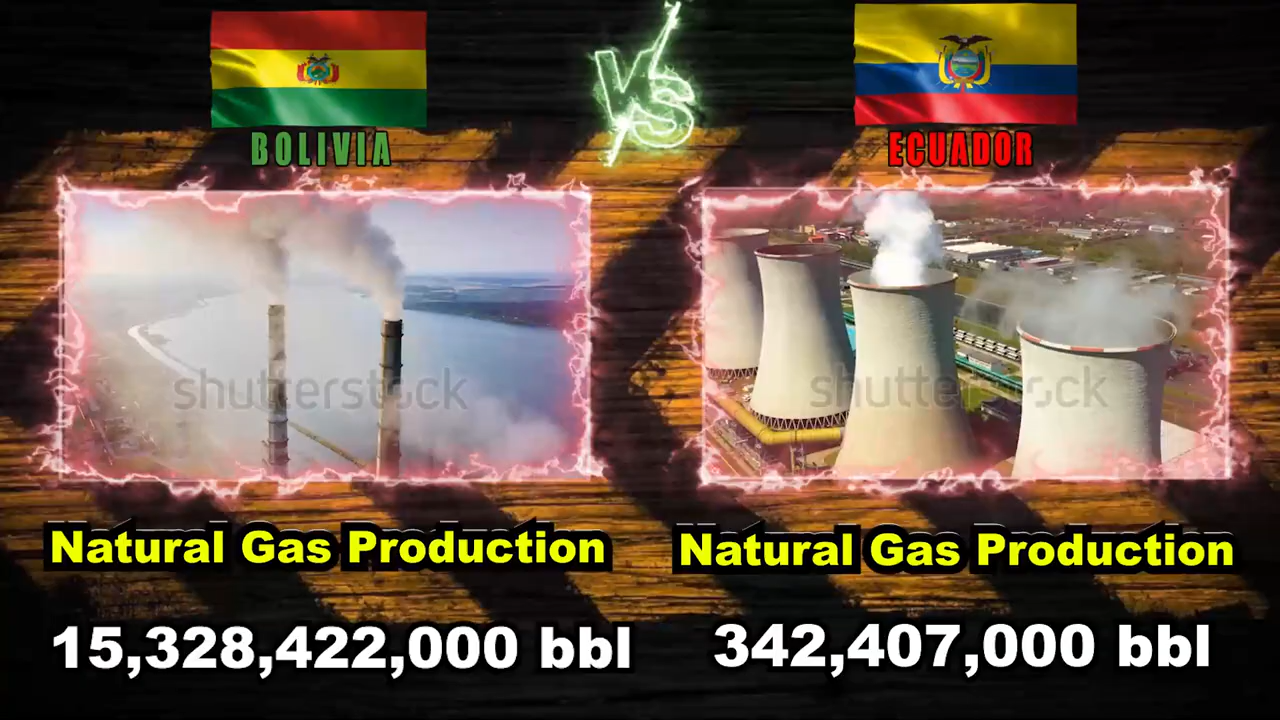 VS
BOLIVIA
ECUADOR
shutterstock
shutterstock
Natural Gas Production
Natural Gas Production
15,328,422,000 bbl
342,407,000 bbl